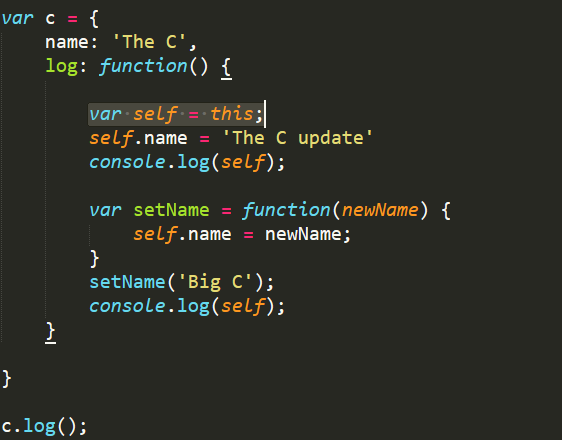 var c = {
    name: 'The C',
    log: function() {

        var self = this;
        self.name = 'The C update'
        console.log(self);

        var setName = function(newName) {
            self.name = newName;
        }
        setName('Big C');
        console.log(self);
    }

}

c.log();